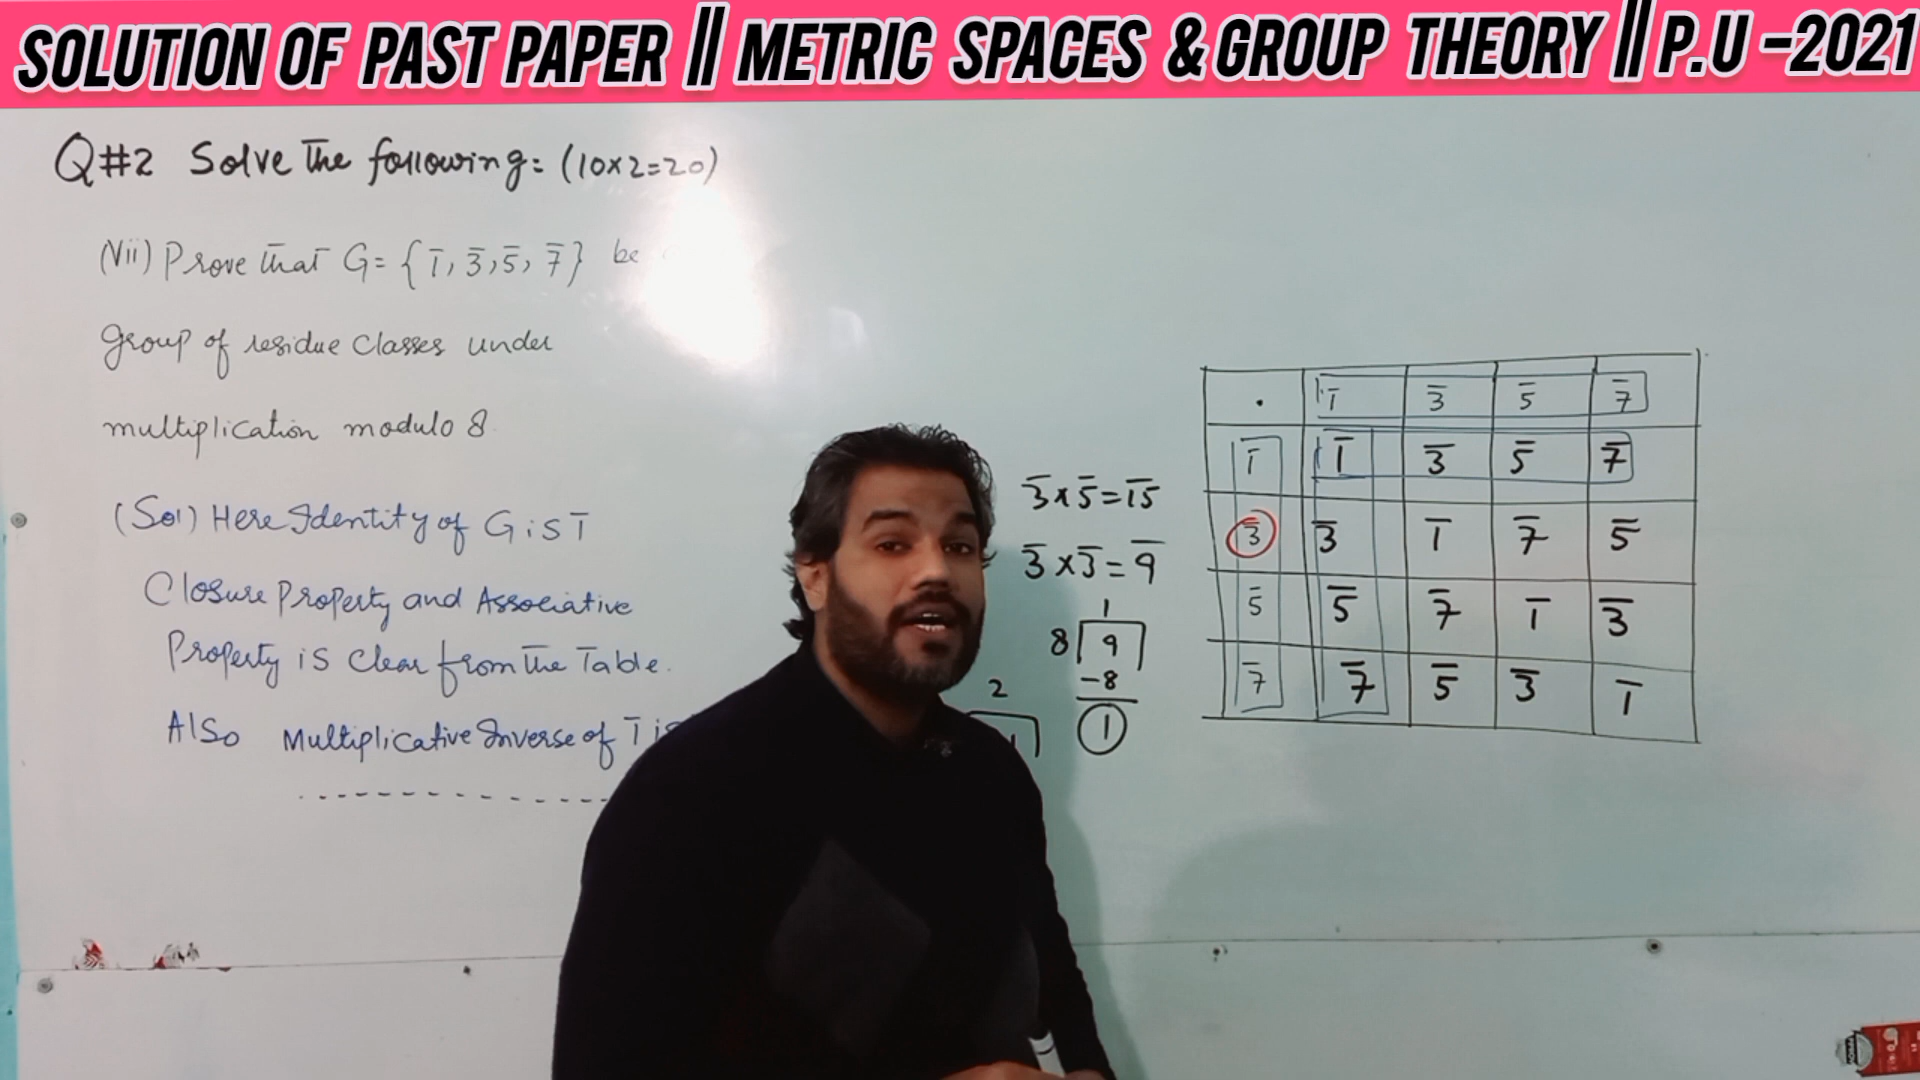 SOLUTION OF PAST PAPER || METRIC SPACES & GROUP THEORY || P.U -2021
Q#2 Solve the following: (10×2=20)
(Vii) Prove that G= {1̄, 3̄, 5̄, 7̄} be
group of residue classes under
multiplication modulo 8.
(Sol) Here Identity of G is 1̄
Closure Property and Associative
Property is clear from the Table.
Also Multiplicative Inverse of 1̄ is
3̄ × 5̄ = 1̄5̄
3̄ × 3̄ = 9̄
1
8 9
-8
1
2
. 1̄ 3̄ 5̄ 7̄
1̄ 1̄ 3̄ 5̄ 7̄
3̄ 3̄ 1̄ 7̄ 5̄
5̄ 5̄ 7̄ 1̄ 3̄
7̄ 7̄ 5̄ 3̄ 1̄